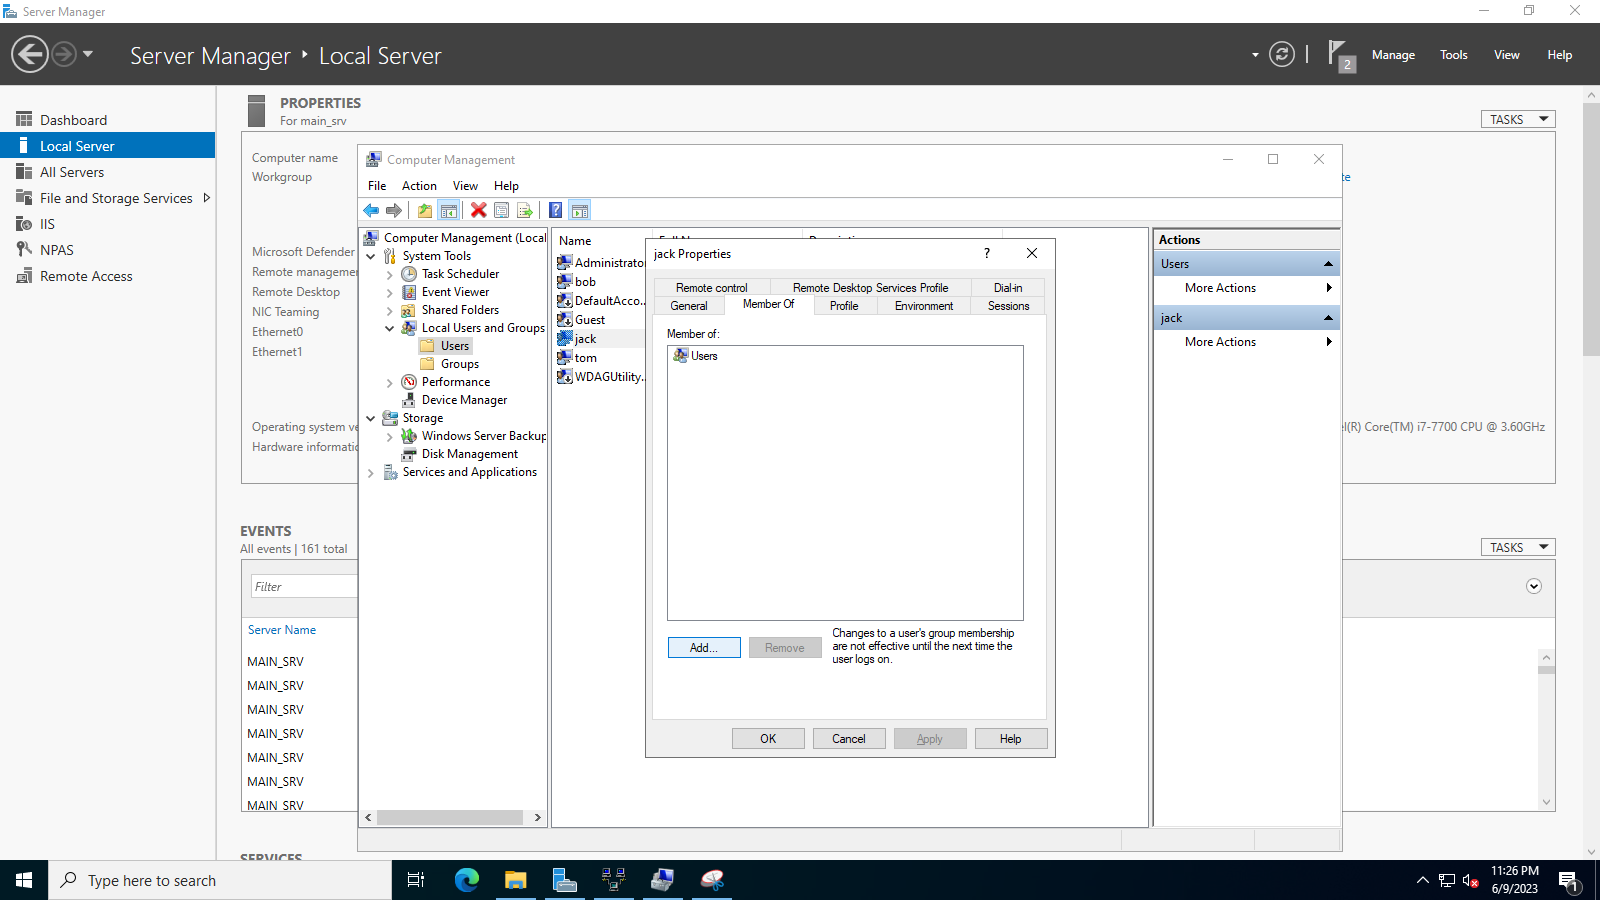 Server Manager
Server Manager
Local Server
2
Manage
Tools
View
Help
Dashboard
Local Server
All Servers
File and Storage Services
IIS
NPAS
Remote Access
PROPERTIES
For main_srv
TASKS
Computer name
Workgroup
Microsoft Defender
Remote manageme
Remote Desktop
NIC Teaming
Ethernet0
Ethernet1
Operating system ve
Hardware informatic
te
el(R) Core(TM) i7-7700 CPU @ 3.60GHz
EVENTS
All events | 161 total
TASKS
Filter
Server Name
MAIN_SRV
MAIN_SRV
MAIN_SRV
MAIN_SRV
MAIN_SRV
MAIN_SRV
MAIN_SRV
SERVICES
Computer Management
File
Action
View
Help
Computer Management (Local
System Tools
Task Scheduler
Event Viewer
Shared Folders
Local Users and Groups
Users
Groups
Performance
Device Manager
Storage
Windows Server Backup
Disk Management
Services and Applications
Name
Administrato
bob
DefaultAcco...
Guest
jack
tom
WDAGUtility...
Actions
Users
More Actions
jack
More Actions
jack Properties
?
Remote control
Remote Desktop Services Profile
Dial-in
General
Member Of
Profile
Environment
Sessions
Member of:
Users
Add...
Remove
Changes to a user's group membership
are not effective until the next time the
user logs on.
OK
Cancel
Apply
Help
Type here to search
11:26 PM
6/9/2023
1